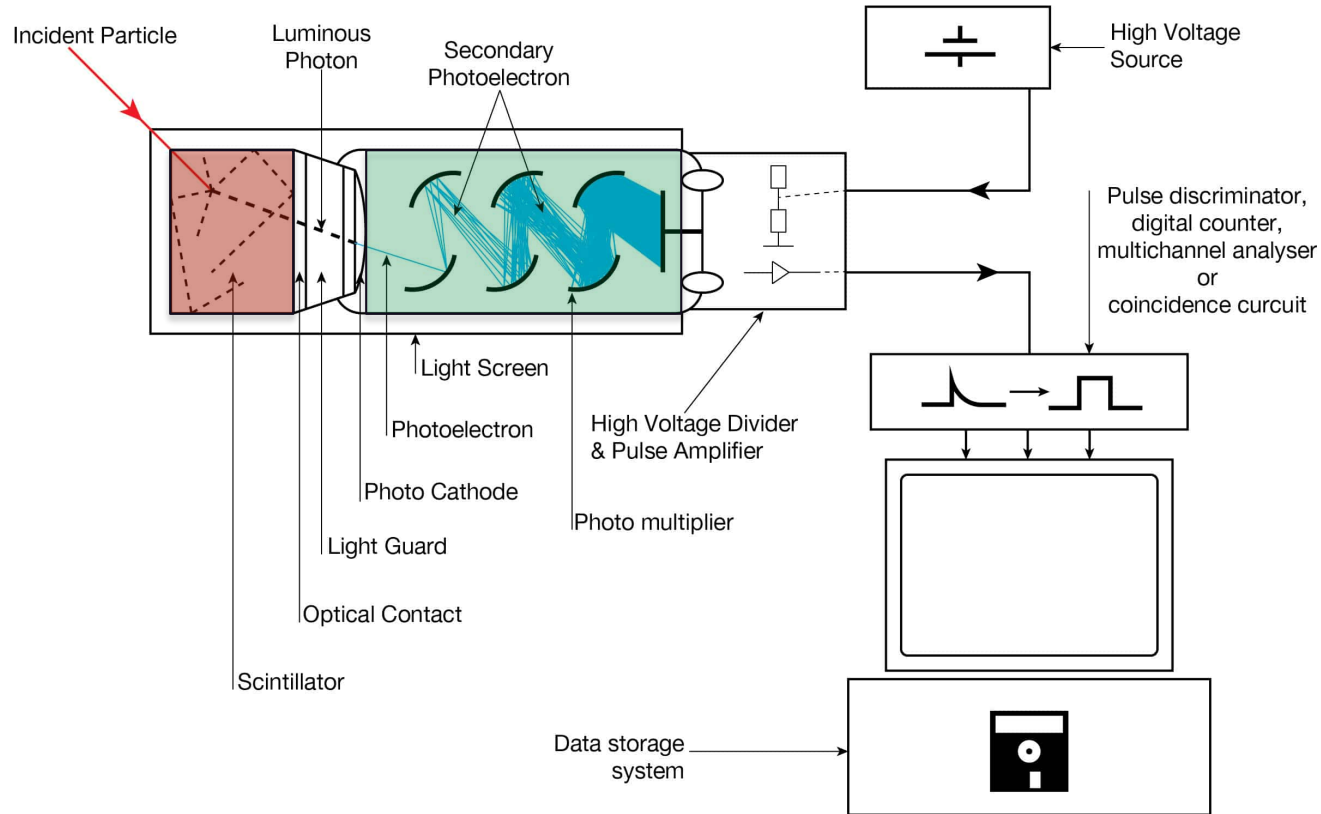 Incident Particle
Luminous
Photon
Secondary
Photoelectron
High Voltage
Source
Pulse discriminator,
digital counter,
multichannel analyser
or
coincidence curcuit
Light Screen
Photoelectron
High Voltage Divider
& Pulse Amplifier
Photo Cathode
Photo multiplier
Light Guard
Optical Contact
Scintillator
Data storage
system